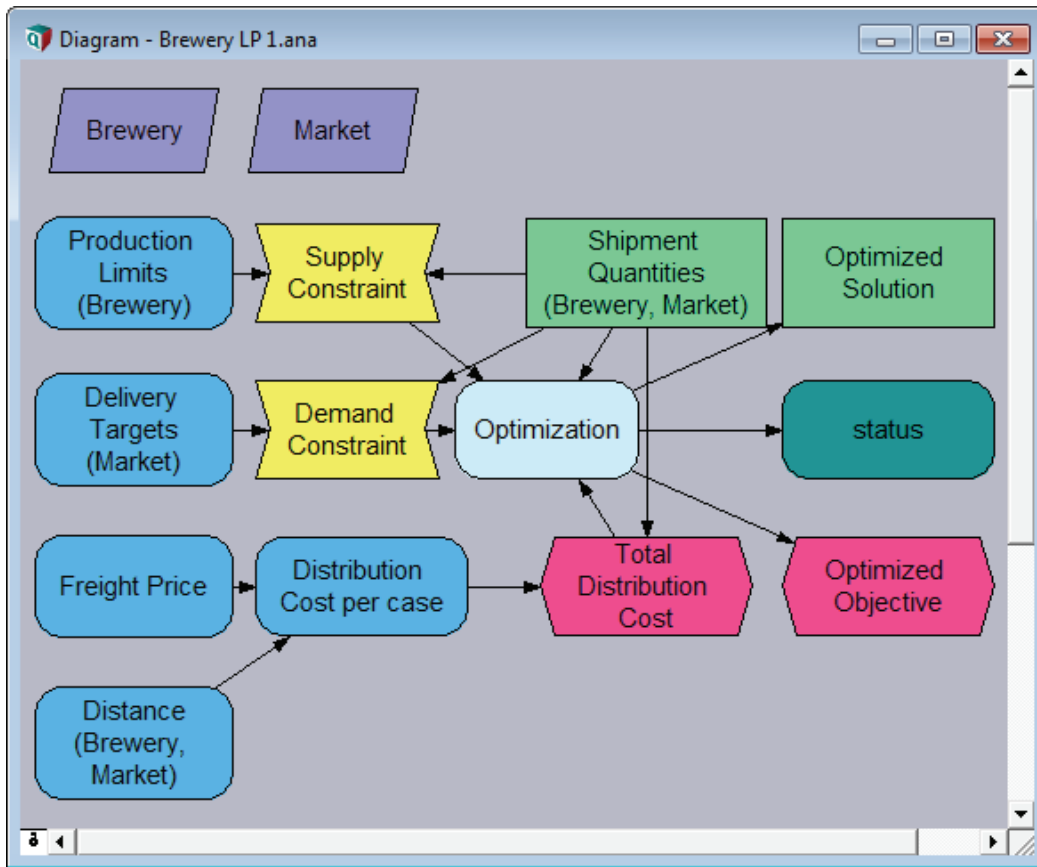 Diagram - Brewery LP 1.ana
Brewery
Market
Production
Limits
(Brewery)
Supply
Constraint
Shipment
Quantities
(Brewery, Market)
Optimized
Solution
Delivery
Targets
(Market)
Demand
Constraint
Optimization
status
Freight Price
Distribution
Cost per case
Total
Distribution
Cost
Optimized
Objective
Distance
(Brewery,
Market)